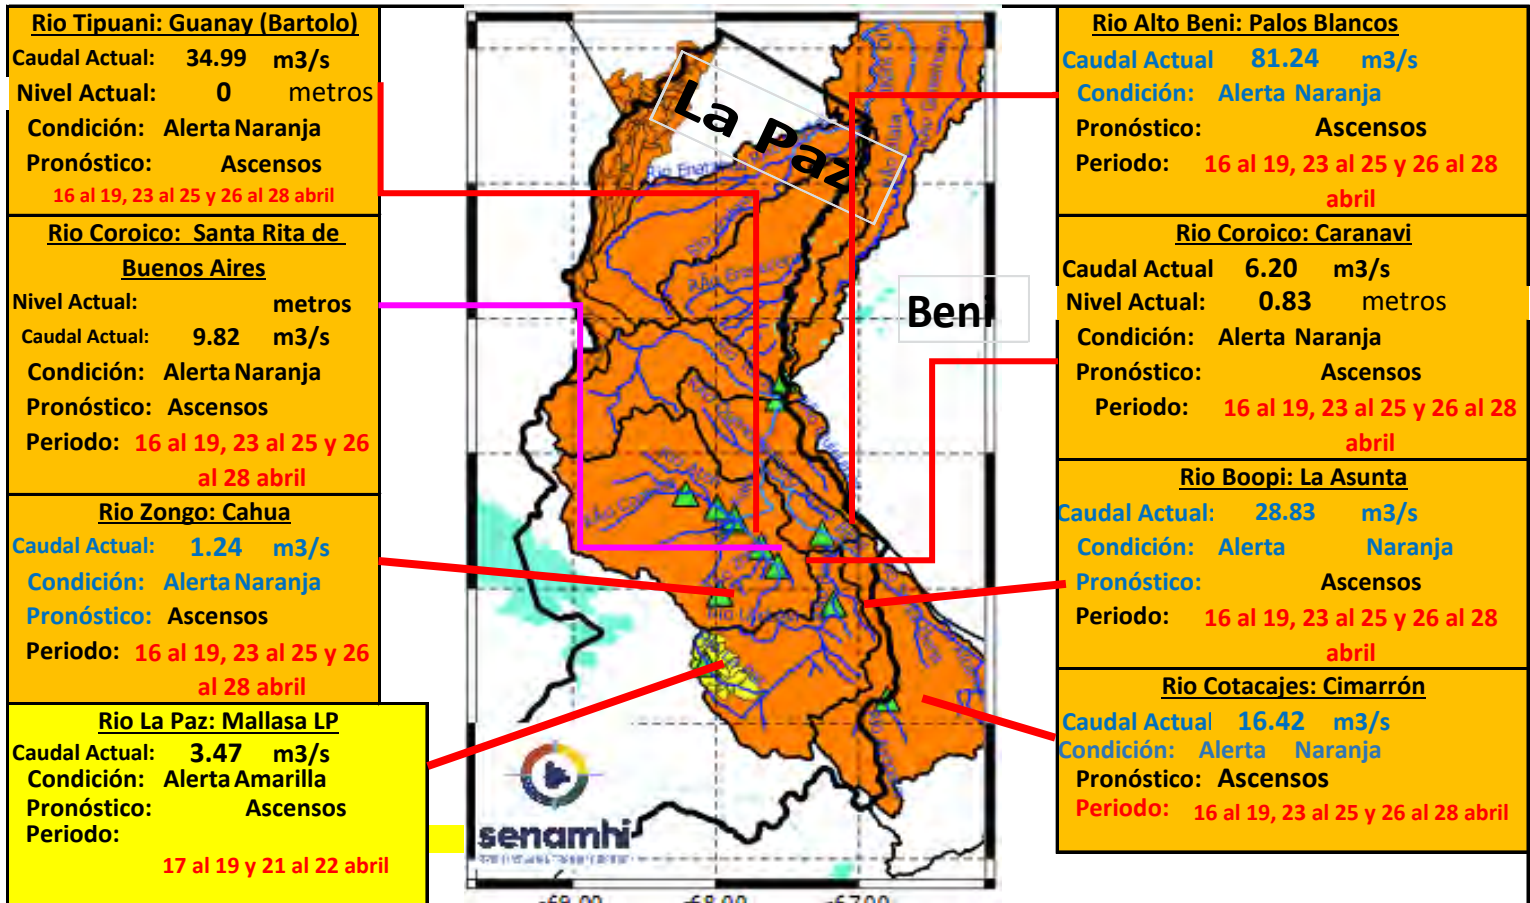 Rio Tipuani: Guanay (Bartolo)
Caudal Actual: 34.99 m3/s
Nivel Actual: 0 metros
Condición: Alerta Naranja
Pronóstico: Ascensos
16 al 19, 23 al 25 y 26 al 28 abril
Rio Coroico: Santa Rita de
Buenos Aires
Nivel Actual: metros
Caudal Actual: 9.82 m3/s
Condición: Alerta Naranja
Pronóstico: Ascensos
Periodo: 16 al 19, 23 al 25 y 26
al 28 abril
Rio Zongo: Cahua
Caudal Actual: 1.24 m3/s
Condición: Alerta Naranja
Pronóstico: Ascensos
Periodo: 16 al 19, 23 al 25 y 26
al 28 abril
Rio La Paz: Mallasa LP
Caudal Actual: 3.47 m3/s
Condición: Alerta Amarilla
Pronóstico: Ascensos
Periodo:
17 al 19 y 21 al 22 abril
La Paz
Beni
senamhi
-69.00 -68.00 -67.00
Rio Alto Beni: Palos Blancos
Caudal Actual 81.24 m3/s
Condición: Alerta Naranja
Pronóstico: Ascensos
Periodo: 16 al 19, 23 al 25 y 26 al 28
abril
Rio Coroico: Caranavi
Caudal Actual 6.20 m3/s
Nivel Actual: 0.83 metros
Condición: Alerta Naranja
Pronóstico: Ascensos
Periodo: 16 al 19, 23 al 25 y 26 al 28
abril
Rio Boopi: La Asunta
Caudal Actual: 28.83 m3/s
Condición: Alerta Naranja
Pronóstico: Ascensos
Periodo: 16 al 19, 23 al 25 y 26 al 28
abril
Rio Cotacajes: Cimarrón
Caudal Actual 16.42 m3/s
Condición: Alerta Naranja
Pronóstico: Ascensos
Periodo: 16 al 19, 23 al 25 y 26 al 28 abril